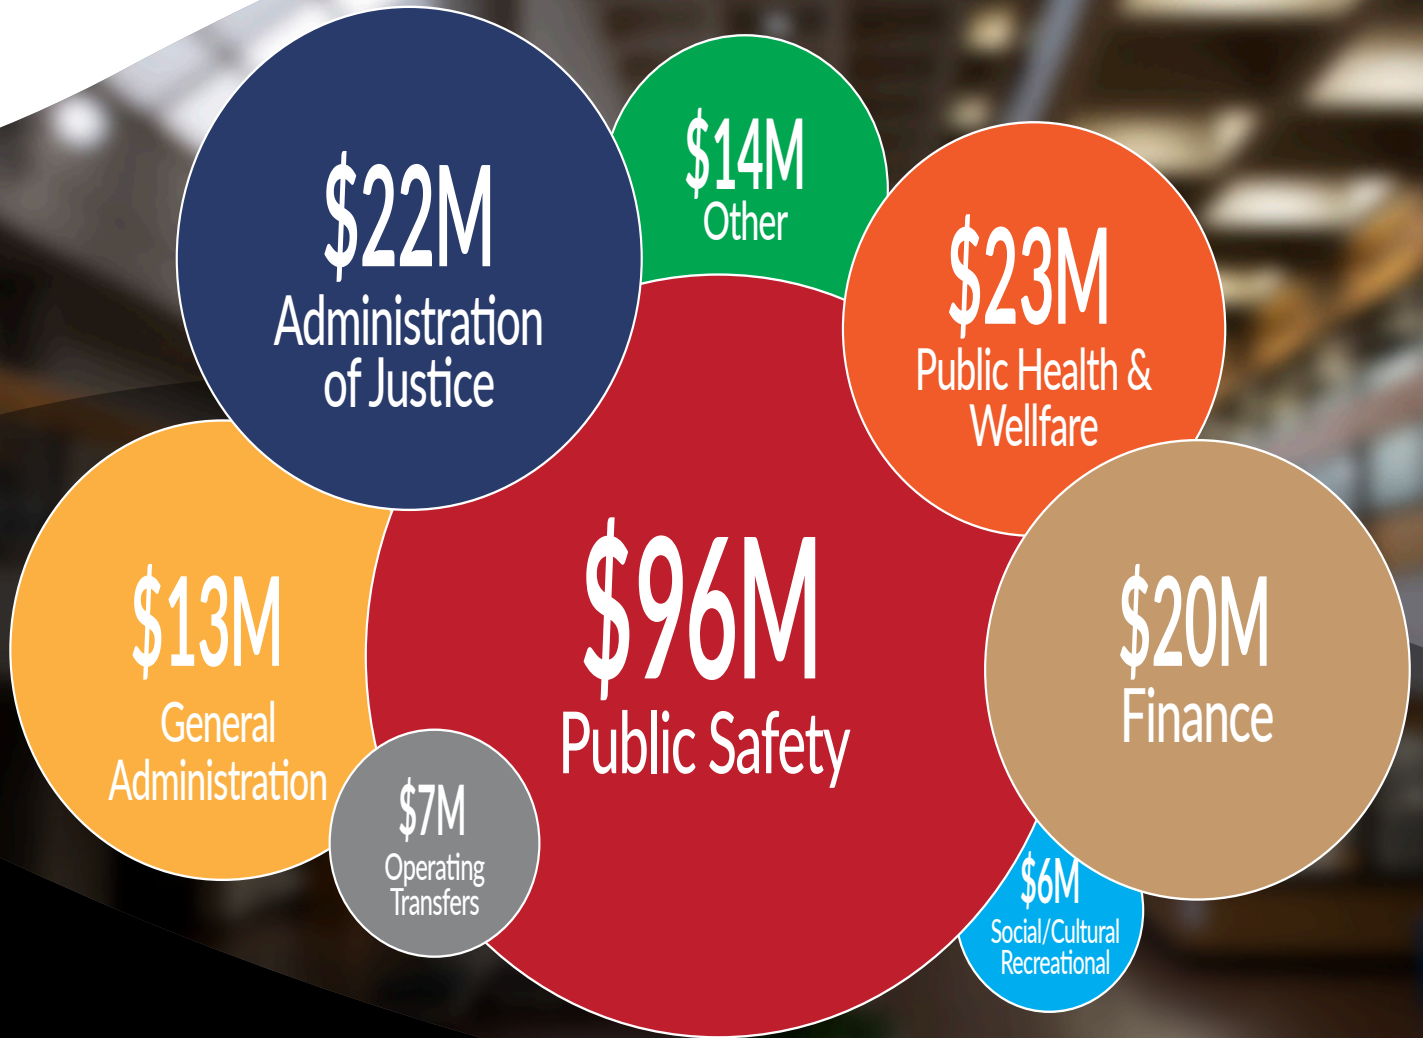 $22M
Administration
of Justice
$14M
Other
$23M
Public Health &
Wellfare
$13M
General
Administration
$96M
Public Safety
$20M
Finance
$7M
Operating
Transfers
$6M
Social/Cultural
Recreational